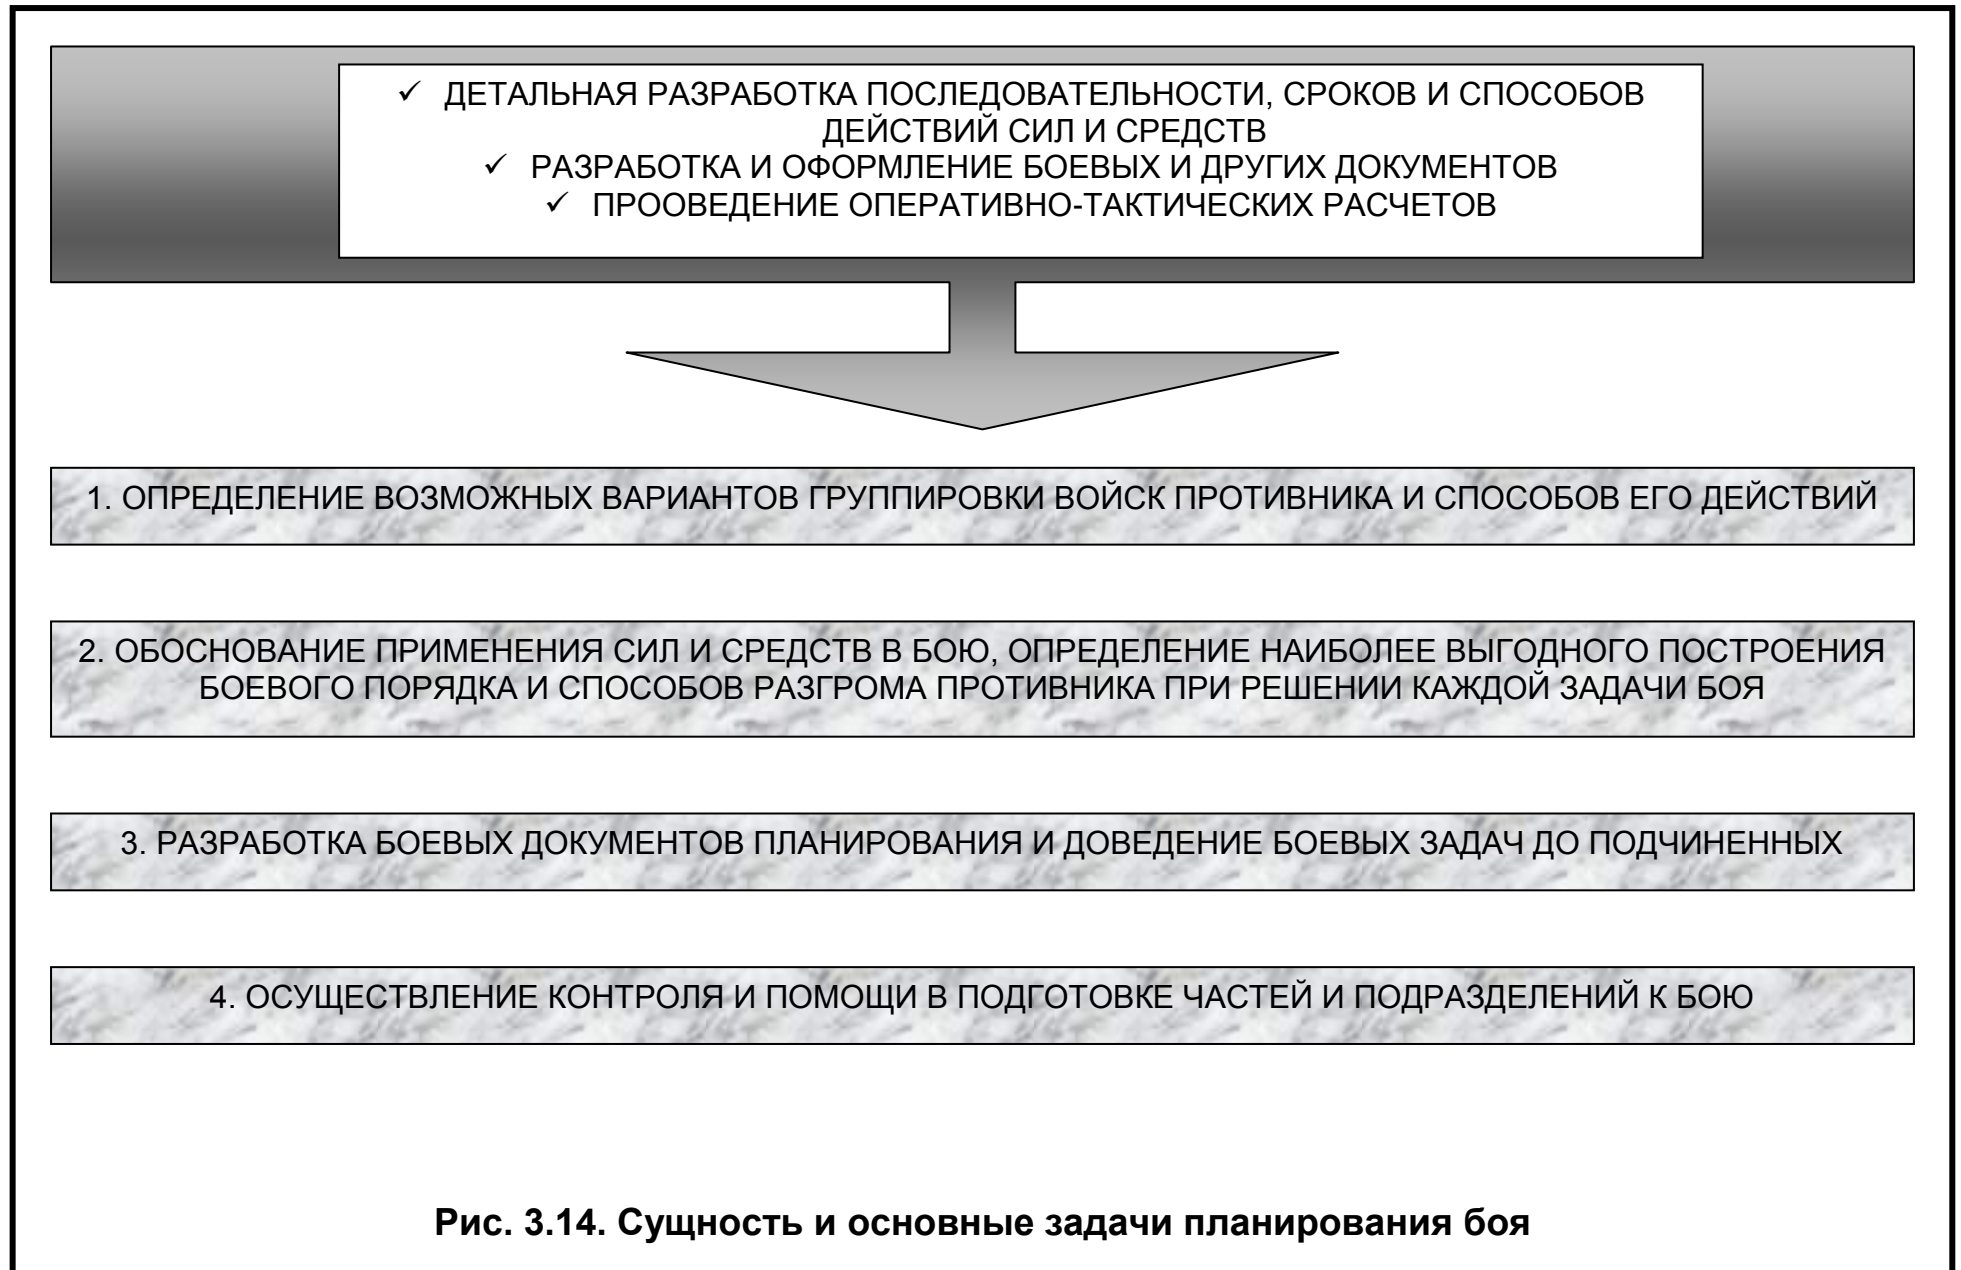 ✓ ДЕТАЛЬНАЯ РАЗРАБОТКА ПОСЛЕДОВАТЕЛЬНОСТИ, СРОКОВ И СПОСОБОВ
ДЕЙСТВИЙ СИЛ И СРЕДСТВ
✓ РАЗРАБОТКА И ОФОРМЛЕНИЕ БОЕВЫХ И ДРУГИХ ДОКУМЕНТОВ
✓ ПРООВЕДЕНИЕ ОПЕРАТИВНО-ТАКТИЧЕСКИХ РАСЧЕТОВ
1. ОПРЕДЕЛЕНИЕ ВОЗМОЖНЫХ ВАРИАНТОВ ГРУППИРОВКИ ВОЙСК ПРОТИВНИКА И СПОСОБОВ ЕГО ДЕЙСТВИЙ
2. ОБОСНОВАНИЕ ПРИМЕНЕНИЯ СИЛ И СРЕДСТВ В БОЮ, ОПРЕДЕЛЕНИЕ НАИБОЛЕЕ ВЫГОДНОГО ПОСТРОЕНИЯ
БОЕВОГО ПОРЯДКА И СПОСОБОВ РАЗГРОМА ПРОТИВНИКА ПРИ РЕШЕНИИ КАЖДОЙ ЗАДАЧИ БОЯ
3. РАЗРАБОТКА БОЕВЫХ ДОКУМЕНТОВ ПЛАНИРОВАНИЯ И ДОВЕДЕНИЕ БОЕВЫХ ЗАДАЧ ДО ПОДЧИНЕННЫХ
4. ОСУЩЕСТВЛЕНИЕ КОНТРОЛЯ И ПОМОЩИ В ПОДГОТОВКЕ ЧАСТЕЙ И ПОДРАЗДЕЛЕНИЙ К БОЮ
Рис. 3.14. Сущность и основные задачи планирования боя